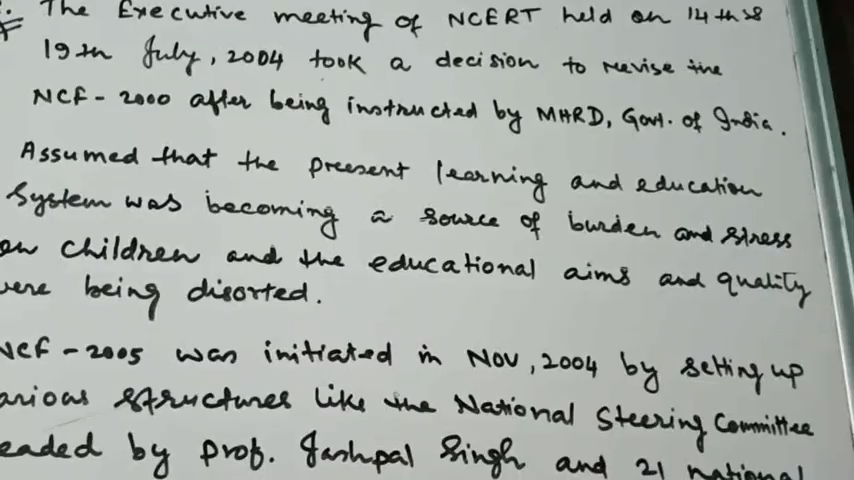 The Executive meeting of NCERT held on 14th &
19th July, 2004 took a decision to revise the
NCF-2000 after being instructed by MHRD, Govt. of India.
Assumed that the present learning and education
System was becoming a source of burden and stress
on children and the educational aims and quality
were being disorted.
NCF-2005 was initiated in Nov, 2004 by setting up
various structures like the National Steering Committee
headed by prof. Jashpal Singh and 21 national